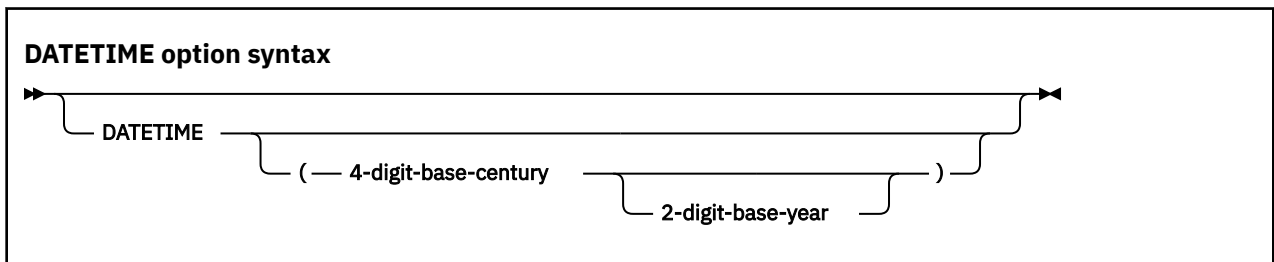 DATETIME option syntax
DATETIME
( 4-digit-base-century )
2-digit-base-year